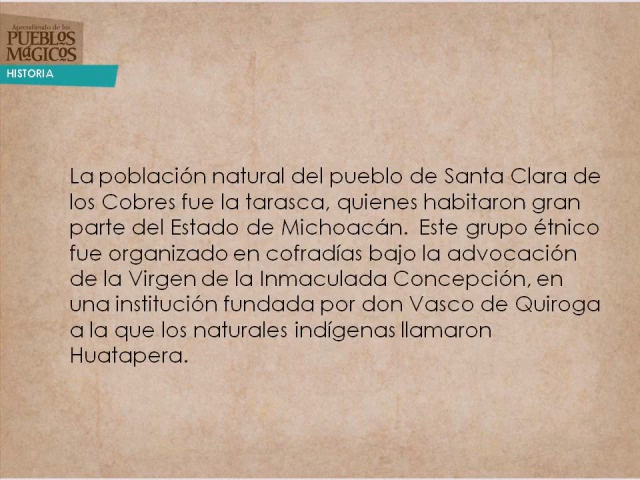 Aprendiendo de los
PUEBLOS
MáGICOS
HISTORIA
La población natural del pueblo de Santa Clara de
los Cobres fue la tarasca, quienes habitaron gran
parte del Estado de Michoacán.  Este grupo étnico
fue organizado en cofradías bajo la advocación
de la Virgen de la Inmaculada Concepción, en
una institución fundada por don Vasco de Quiroga
a la que los naturales indígenas llamaron
Huatapera.